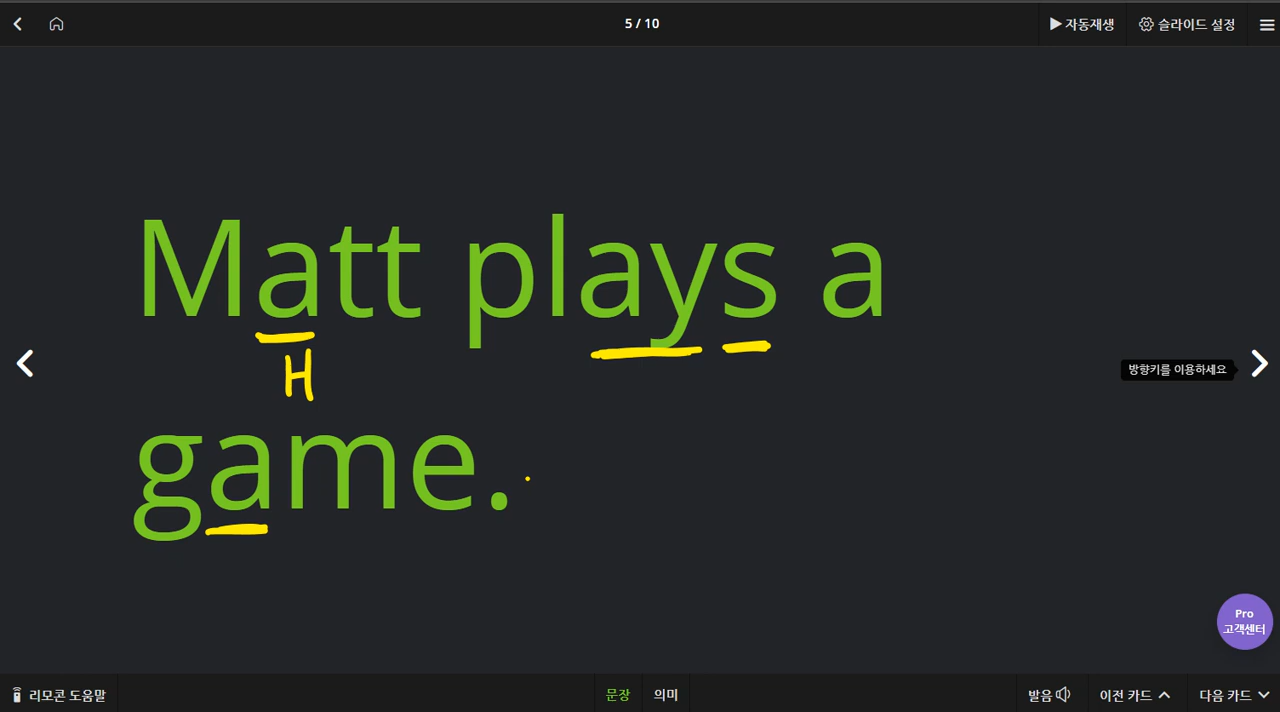 5 / 10
자동재생
슬라이드 설정
Matt plays a
H
방향키를 이용하세요
game.
Pro
고객센터
리모콘 도움말
문장
의미
발음
이전 카드
다음 카드